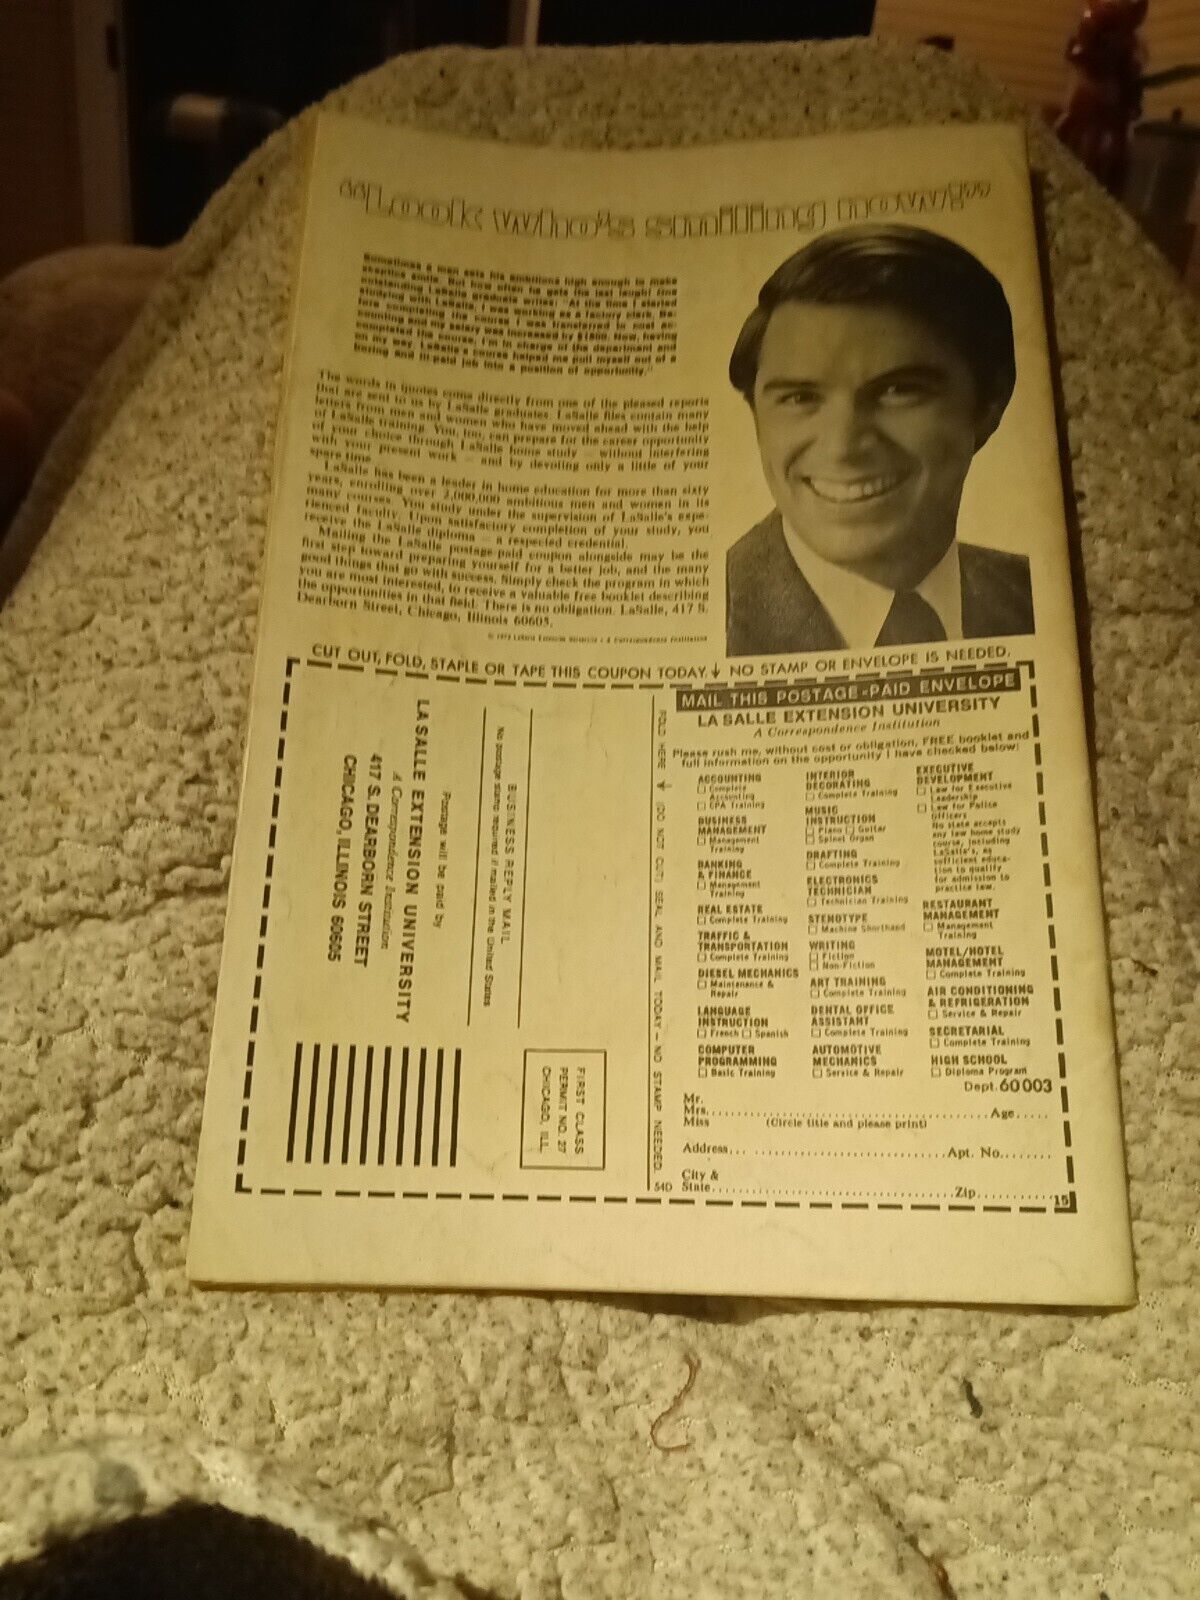 "Look who's smiling now!"
Sometimes a man sets his ambitions high enough to make
skeptics smile. But how often he gets the last laugh! One
outstanding LaSalle graduate writes: "At the time I started
studying with LaSalle, I was working as a factory clerk. Be-
fore completing the course I was transferred to cost ac-
counting and my salary was increased by $1800. Now, having
completed the course, I'm in charge of the department and
on my way. LaSalle's course helped me pull myself out of a
boring and ill-paid job into a position of opportunity."
The words in quotes come directly from one of the pleased reports
that are sent to us by LaSalle graduates. LaSalle files contain many
letters from men and women who have moved ahead with the help
of LaSalle training. You, too, can prepare for the career opportunity
of your choice through LaSalle home study — without interfering
with your present work — and by devoting only a little of your
spare time.
LaSalle has been a leader in home education for more than sixty
years, enrolling over 2,000,000 ambitious men and women in its
many courses. You study under the supervision of LaSalle's expe-
rienced faculty. Upon satisfactory completion of your study, you
receive the LaSalle diploma — a respected credential.
Mailing the LaSalle postage-paid coupon alongside may be the
first step toward preparing yourself for a better job, and the many
good things that go with success. Simply check the program in which
you are most interested, to receive a valuable free booklet describing
the opportunities in that field. There is no obligation. LaSalle, 417 S.
Dearborn Street, Chicago, Illinois 60605.
CUT OUT, FOLD, STAPLE OR TAPE THIS COUPON TODAY. NO STAMP OR ENVELOPE IS NEEDED.
FIRST CLASS
PERMIT NO. 27
CHICAGO, ILL.
BUSINESS REPLY MAIL
No postage stamp required if mailed in the United States
Postage will be paid by
LA SALLE EXTENSION UNIVERSITY
A Correspondence Institution
417 S. DEARBORN STREET
CHICAGO, ILLINOIS 60605
FOLD HERE (DO NOT CUT) SEAL AND MAIL TODAY — NO STAMP NEEDED.
54D
MAIL THIS POSTAGE-PAID ENVELOPE
LA SALLE EXTENSION UNIVERSITY
A Correspondence Institution
Please rush me, without cost or obligation, FREE booklet and
full information on the opportunity I have checked below:
ACCOUNTING
Complete
Accounting
CPA Training
BUSINESS
MANAGEMENT
Management
Training
BANKING
& FINANCE
Management
Training
REAL ESTATE
Complete Training
TRAFFIC &
TRANSPORTATION
Complete Training
DIESEL MECHANICS
Maintenance &
Repair
LANGUAGE
INSTRUCTION
French Spanish
COMPUTER
PROGRAMMING
Basic Training
INTERIOR
DECORATING
Complete Training
MUSIC
INSTRUCTION
Piano Guitar
Spinet Organ
DRAFTING
Complete Training
ELECTRONICS
TECHNICIAN
Technician Training
STENOTYPE
Machine Shorthand
WRITING
Fiction
Non-Fiction
ART TRAINING
Complete Training
DENTAL OFFICE
ASSISTANT
Complete Training
AUTOMOTIVE
MECHANICS
Service & Repair
EXECUTIVE
DEVELOPMENT
Law for Executive
Leadership
Law for Police
Officers
No state accepts
any law home study
course, including
LaSalle's, as
sufficient educa-
tion to qualify
for admission to
practice law.
RESTAURANT
MANAGEMENT
Management
Training
MOTEL/HOTEL
MANAGEMENT
Complete Training
AIR CONDITIONING
& REFRIGERATION
Service & Repair
SECRETARIAL
Complete Training
HIGH SCHOOL
Diploma Program
Dept. 60 003
Mr.
Mrs. Age
Miss (Circle title and please print)
Address Apt. No.
City &
State Zip
15